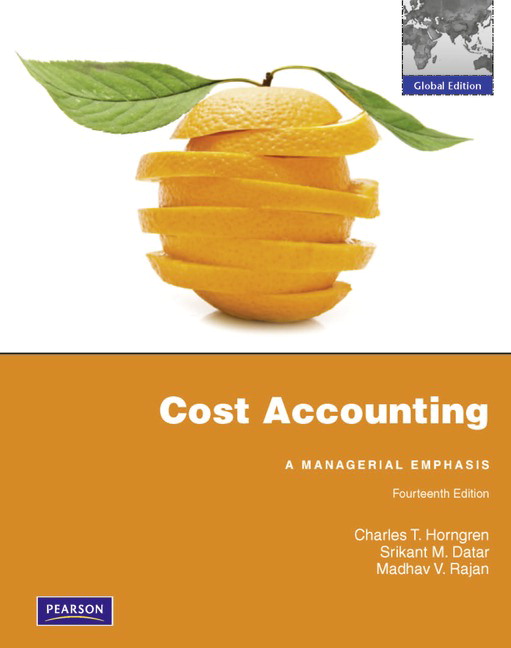 Global Edition
Cost Accounting
A MANAGERIAL EMPHASIS
Fourteenth Edition
Charles T. Horngren
Srikant M. Datar
Madhav V. Rajan
PEARSON